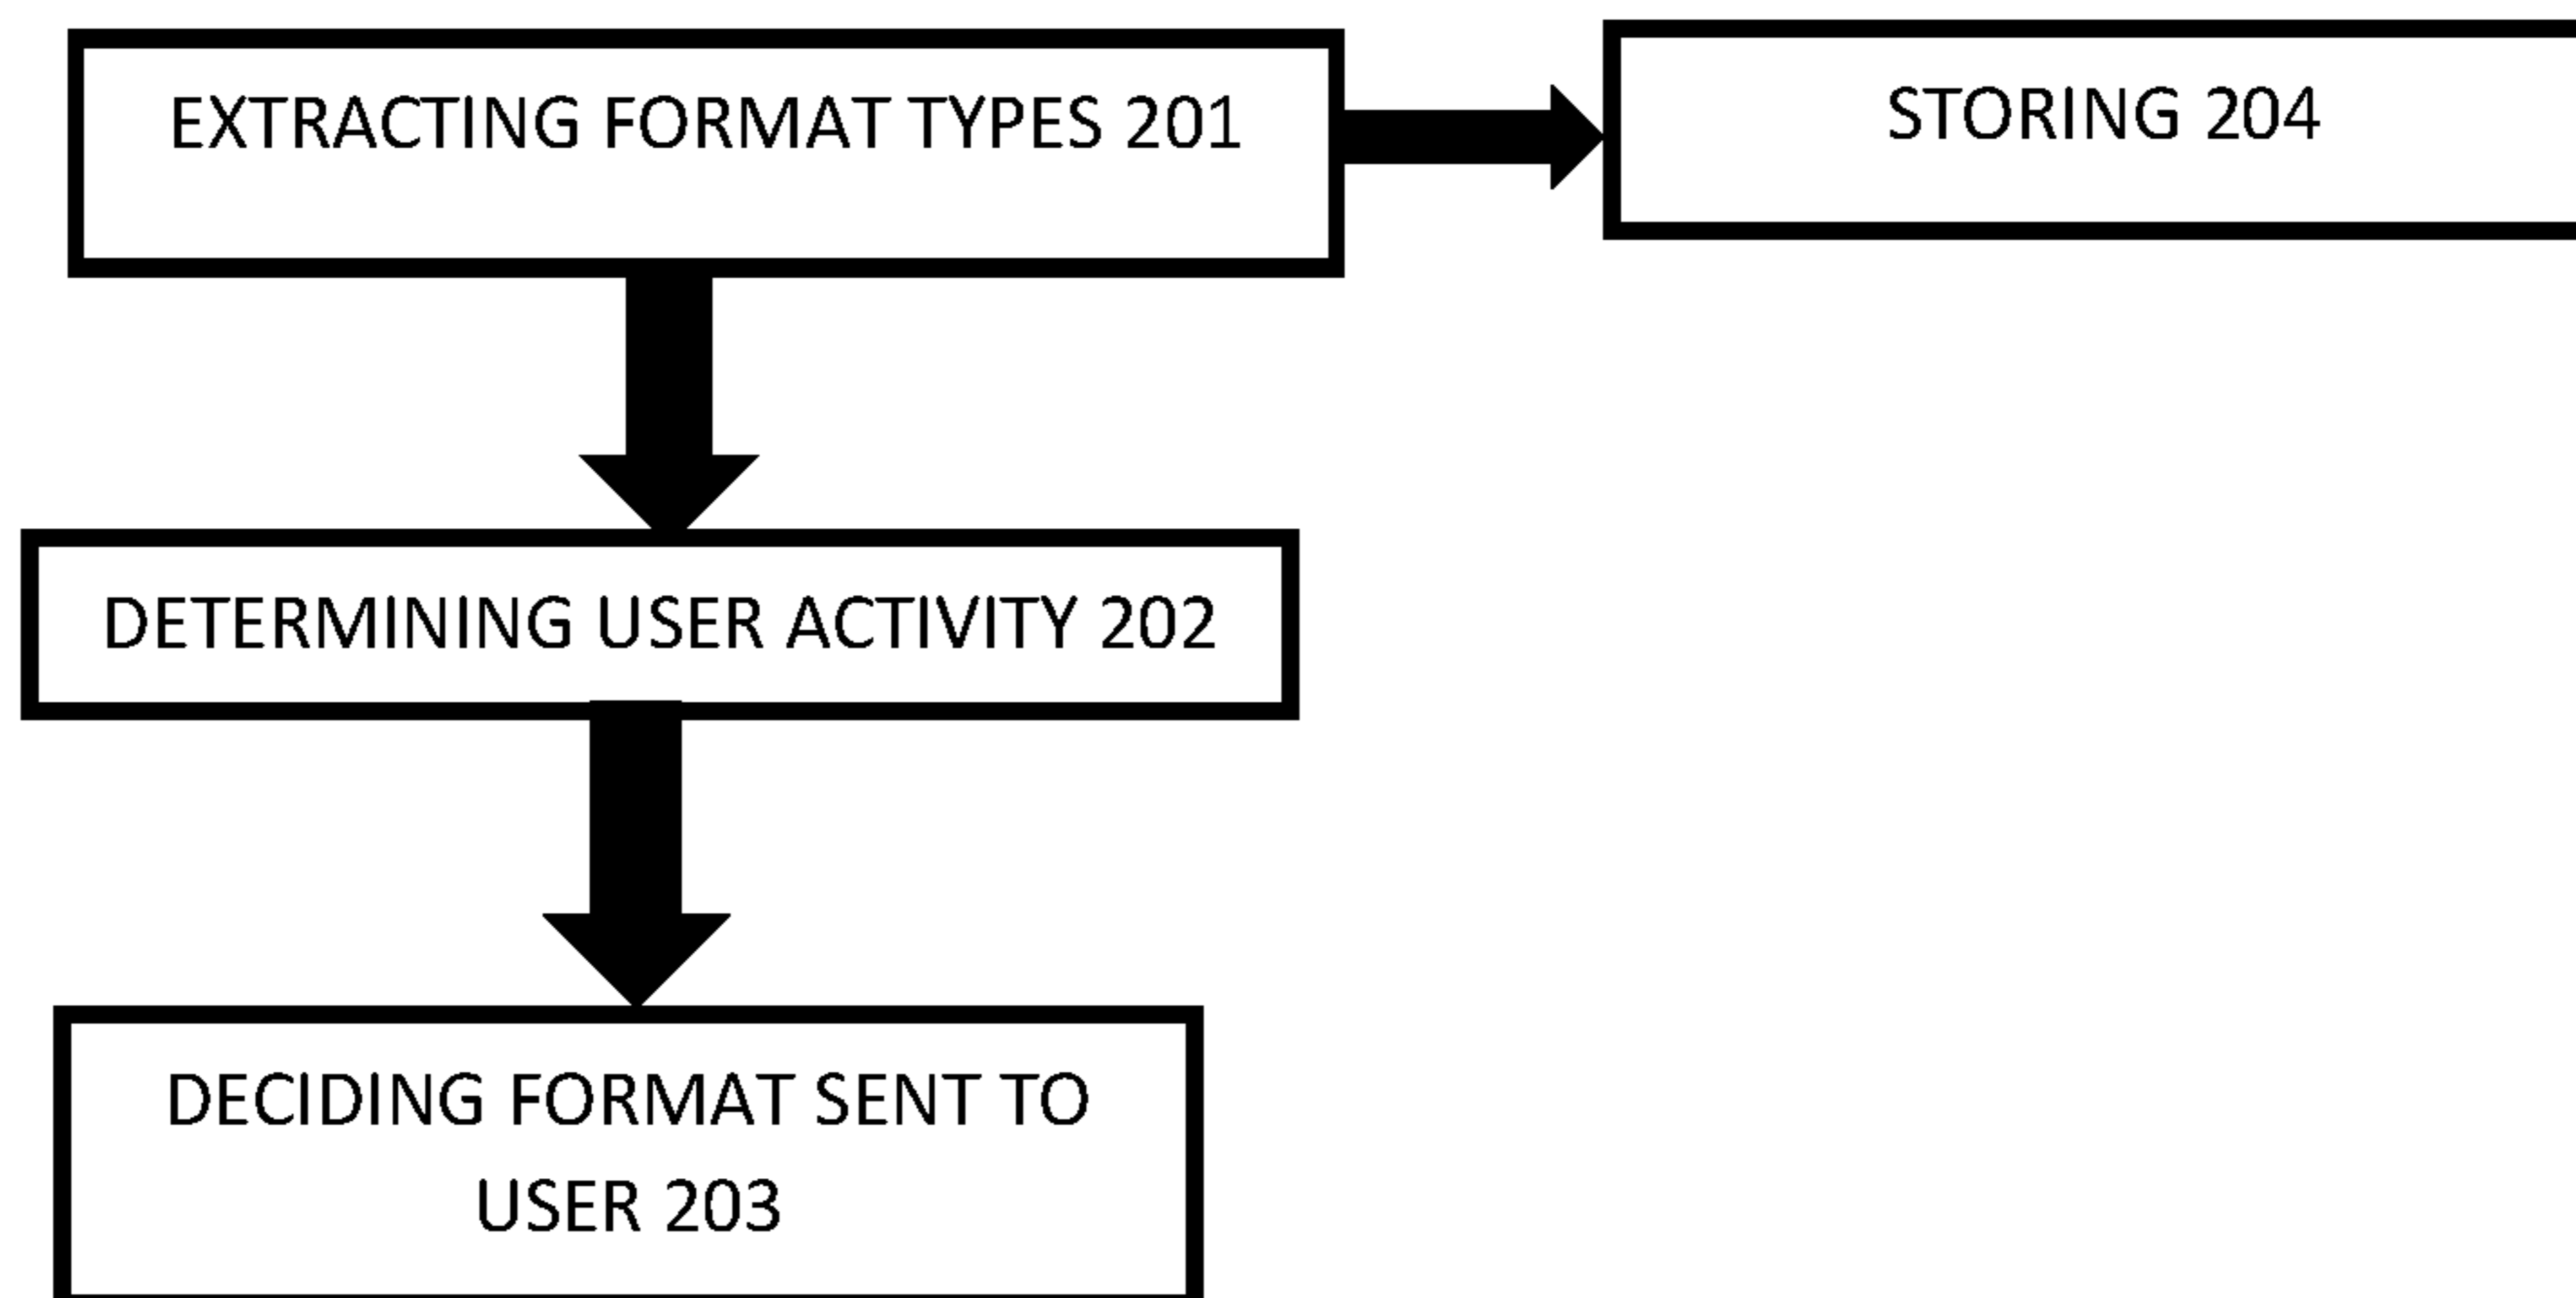 EXTRACTING FORMAT TYPES 201
STORING 204
DETERMINING USER ACTIVITY 202
DECIDING FORMAT SENT TO
USER 203